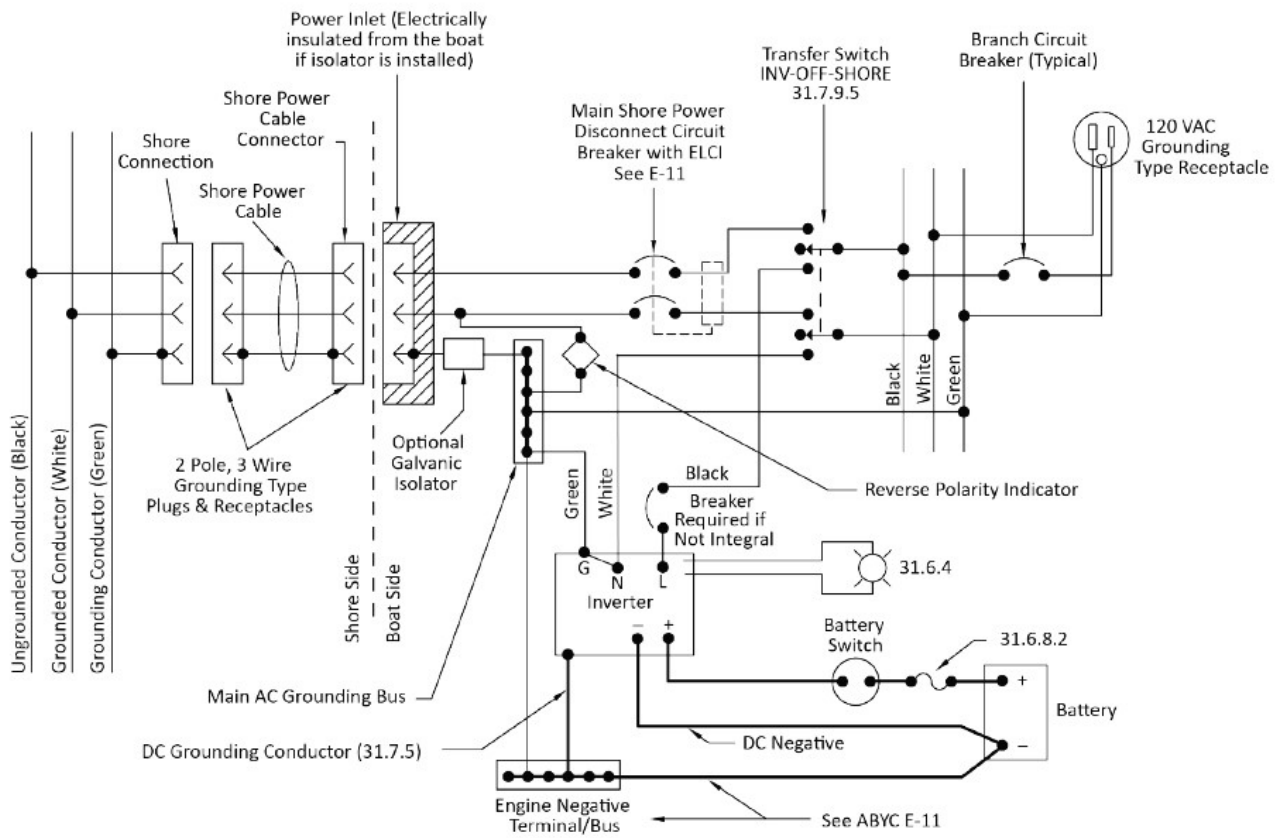 Power Inlet (Electrically
insulated from the boat
if isolator is installed)
Shore Power
Cable
Connector
Shore
Connection
Shore Power
Cable
Main Shore Power
Disconnect Circuit
Breaker with ELCI
See E-11
Transfer Switch
INV-OFF-SHORE
31.7.9.5
Branch Circuit
Breaker (Typical)
120 VAC
Grounding
Type Receptacle
Ungrounded Conductor (Black)
Grounded Conductor (White)
Grounding Conductor (Green)
2 Pole, 3 Wire
Grounding Type
Plugs & Receptacles
Shore Side
Boat Side
Optional
Galvanic
Isolator
Green
White
Black
Breaker
Required if
Not Integral
Black
White
Green
Reverse Polarity Indicator
G
N
L
Inverter
– +
31.6.4
Battery
Switch
31.6.8.2
+
–
Battery
Main AC Grounding Bus
DC Grounding Conductor (31.7.5)
DC Negative
Engine Negative
Terminal/Bus
See ABYC E-11